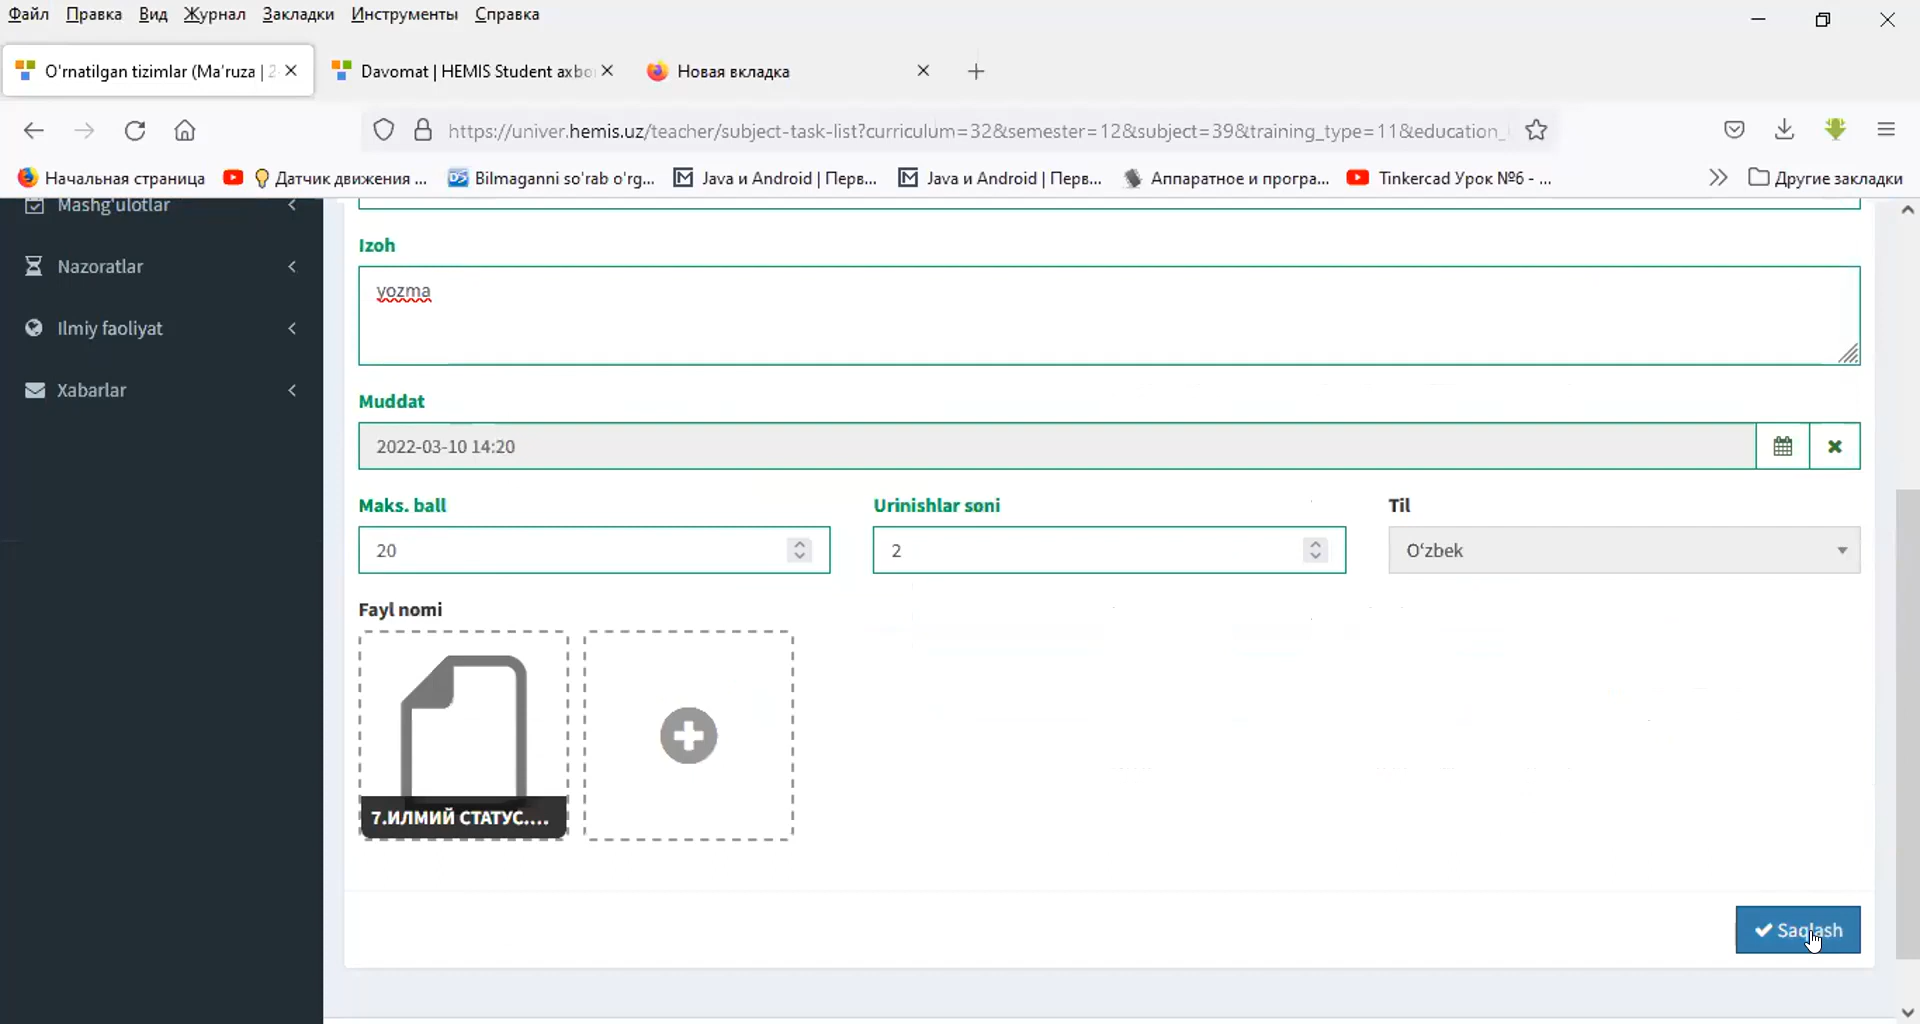 Файл Правка Вид Журнал Закладки Инструменты Справка
O'rnatilgan tizimlar (Ma'ruza | 2- Davomat | HEMIS Student axbo Новая вкладка
https://univer.hemis.uz/teacher/subject-task-list?curriculum=32&semester=12&subject=39&training_type=11&education_
Начальная страница Датчик движения ... Bilmaganni so'rab o'rg... Java и Android | Перв... Java и Android | Перв... Аппаратное и програ... Tinkercad Урок №6 - ... Другие закладки
Mashg'ulotlar
Izoh
Nazoratlar
yozma
Ilmiy faoliyat
Xabarlar
Muddat
2022-03-10 14:20
Maks. ball Urinishlar soni Til
20 2 O‘zbek
Fayl nomi
7.ИЛМИЙ СТАТУС....
Saqlash